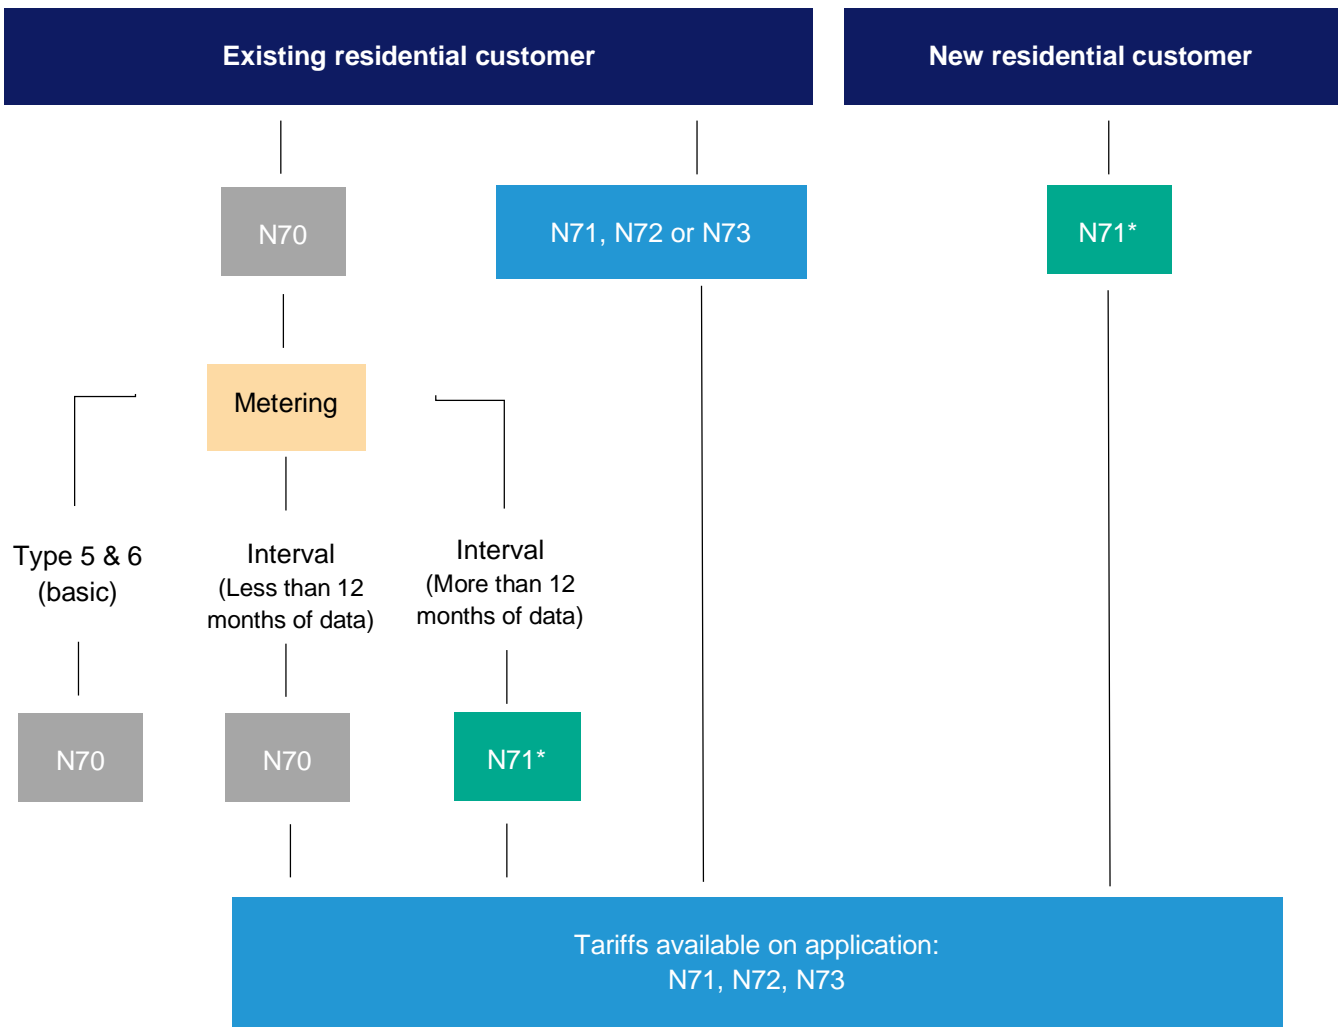 Existing residential customer
New residential customer
N70
N71, N72 or N73
N71*
Metering
Type 5 & 6
(basic)
Interval
(Less than 12
months of data)
Interval
(More than 12
months of data)
N70
N70
N71*
Tariffs available on application:
N71, N72, N73